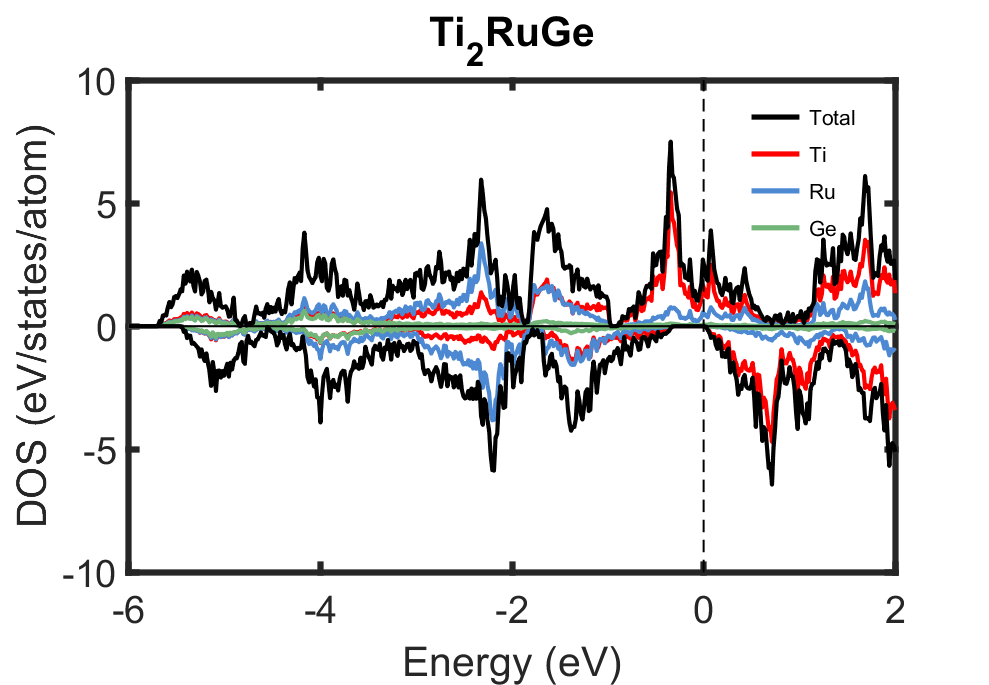 Ti₂RuGe
DOS (eV/states/atom)
10
5
0
-5
-10
Total
Ti
Ru
Ge
-6 -4 -2 0 2
Energy (eV)